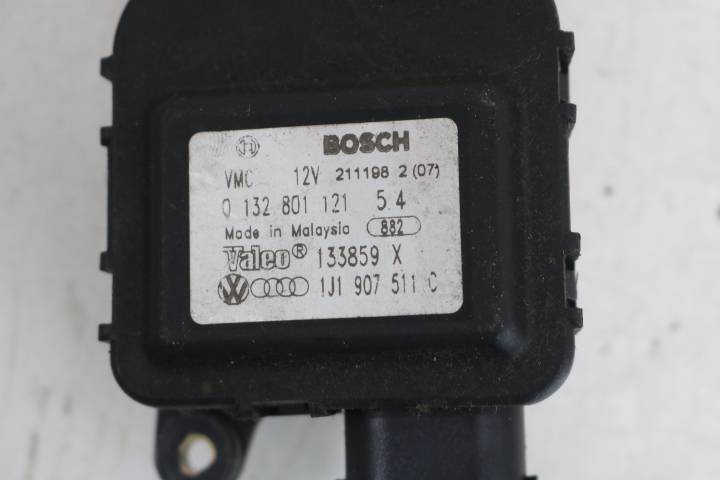 BOSCH
VMC 12V 211198 2 (07)
0 132 801 121 5.4
Made in Malaysia 882
Valeo® 133859 X
1J1 907 511 C